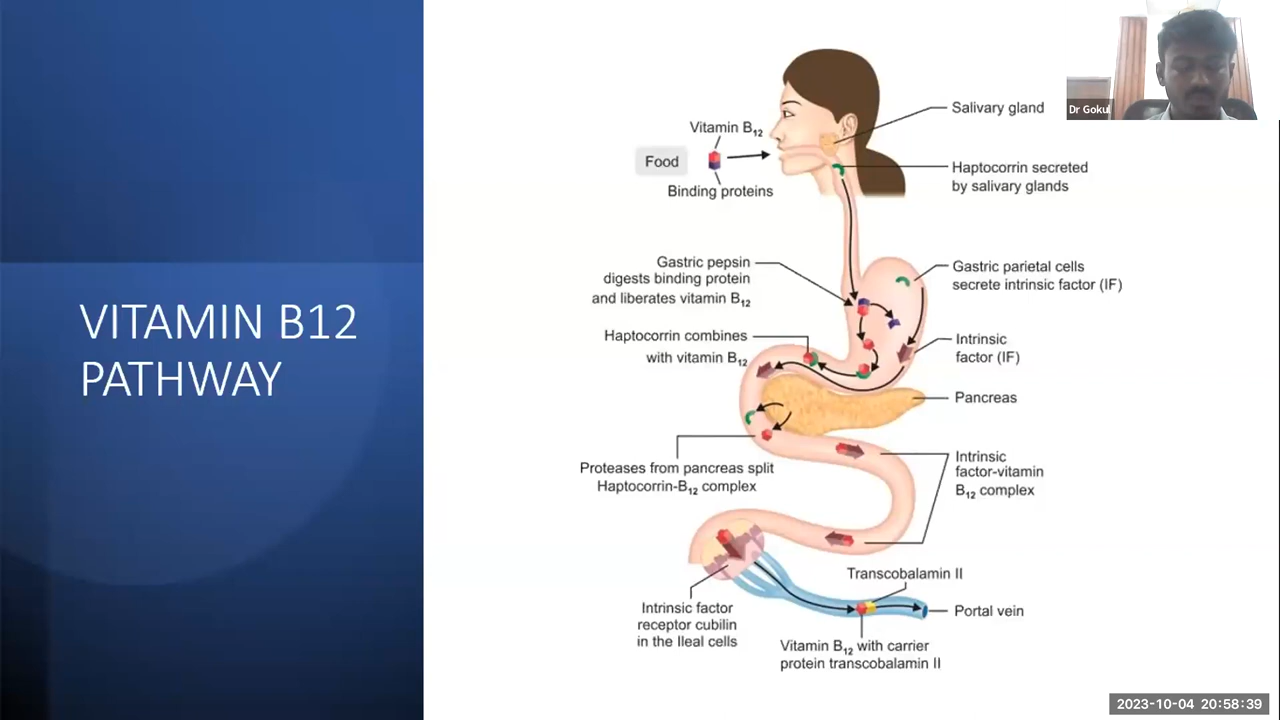 VITAMIN B12
PATHWAY
Salivary gland
Vitamin B12
Food
Binding proteins
Haptocorrin secreted
by salivary glands
Gastric pepsin
digests binding protein
and liberates vitamin B12
Gastric parietal cells
secrete intrinsic factor (IF)
Haptocorrin combines
with vitamin B12
Intrinsic
factor (IF)
Pancreas
Proteases from pancreas split
Haptocorrin-B12 complex
Intrinsic
factor-vitamin
B12 complex
Transcobalamin II
Intrinsic factor
receptor cubilin
in the Ileal cells
Portal vein
Vitamin B12 with carrier
protein transcobalamin II
Dr Gokul
2023-10-04 20:58:39